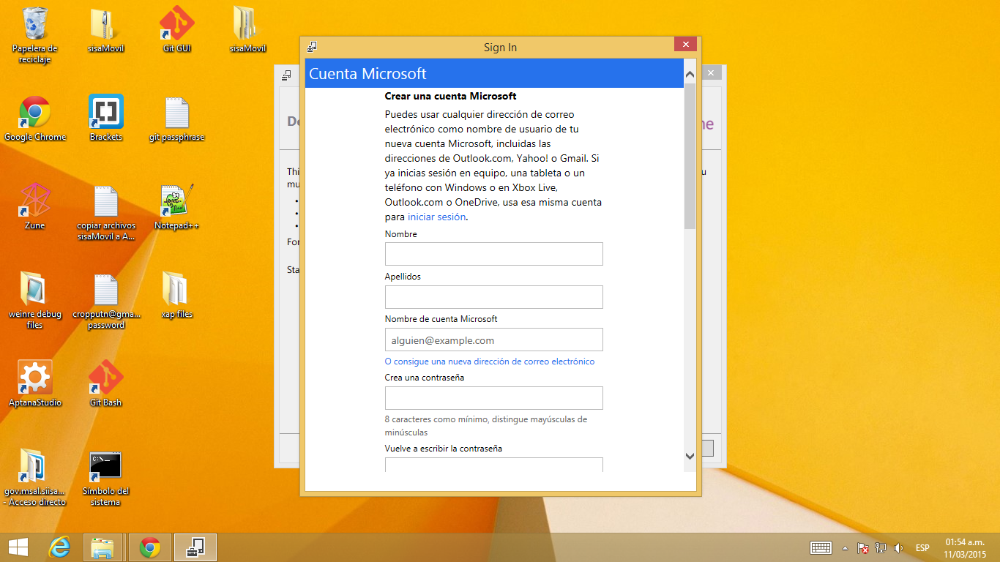 Papelera de
reciclaje
sisaMovil
Git GUI
sisaMovil
Google Chrome
Brackets
git passphrase
Zune
copiar archivos
sisaMovil a A...
Notepad++
weinre debug
files
cropputn@gma...
password
xap files
AptanaStudio
Git Bash
gov.msal.siisa...
- Acceso directo
C:\_
Símbolo del
sistema
Sign In
Cuenta Microsoft
Crear una cuenta Microsoft
Puedes usar cualquier dirección de correo
electrónico como nombre de usuario de tu
nueva cuenta Microsoft, incluidas las
direcciones de Outlook.com, Yahoo! o Gmail. Si
ya inicias sesión en equipo, una tableta o un
teléfono con Windows o en Xbox Live,
Outlook.com o OneDrive, usa esa misma cuenta
para iniciar sesión.
Nombre
Apellidos
Nombre de cuenta Microsoft
alguien@example.com
O consigue una nueva dirección de correo electrónico
Crea una contraseña
8 caracteres como mínimo, distingue mayúsculas de
minúsculas
Vuelve a escribir la contraseña
De
ne
Thi
u
mu
•
•
•
For
Sta
ESP
01:54 a.m.
11/03/2015